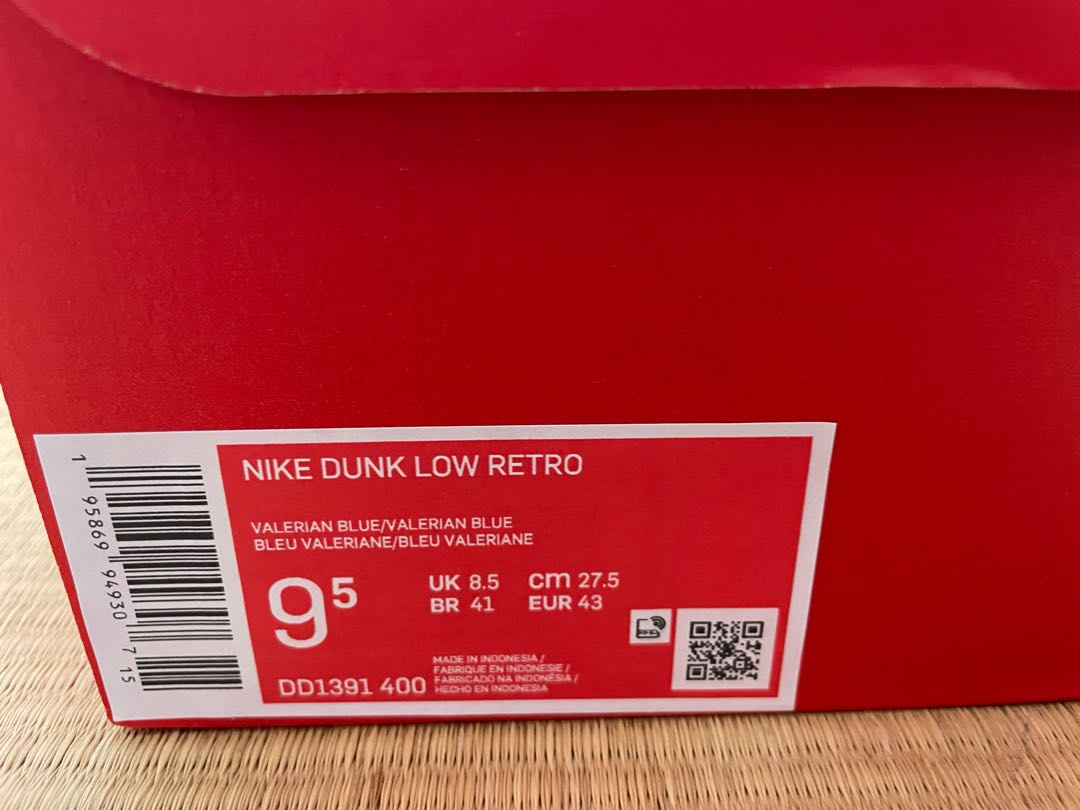 NIKE DUNK LOW RETRO
VALERIAN BLUE/VALERIAN BLUE
BLEU VALERIANE/BLEU VALERIANE
9⁵
UK 8.5 cm 27.5
BR 41 EUR 43
RFID
MADE IN INDONESIA /
FABRIQUE EN INDONESIE /
FABRICADO NA INDONÉSIA /
HECHO EN INDONESIA
DD1391 400
1 95869 94930 7 15